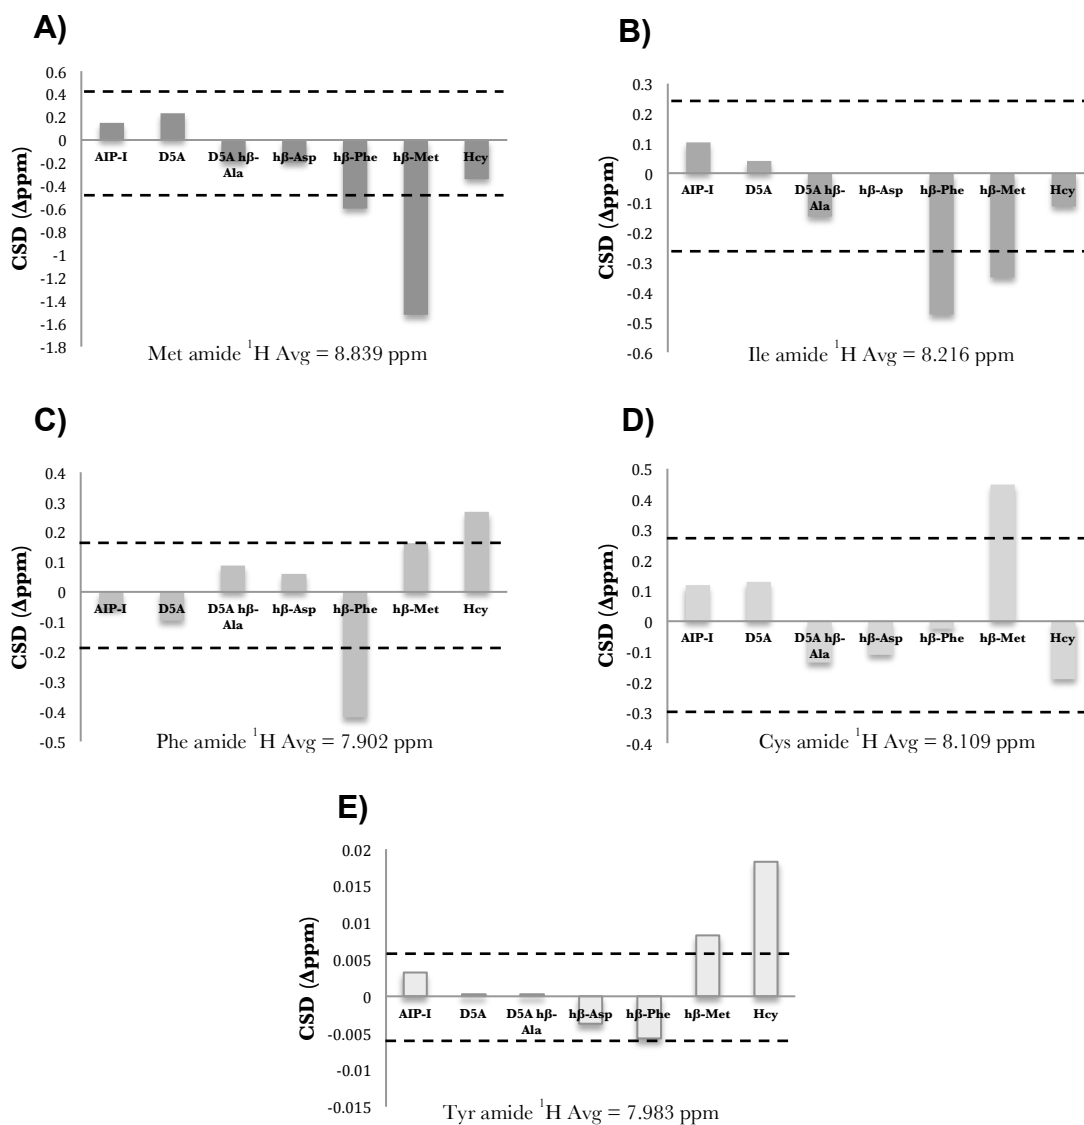 A)
CSD (Δppm)
0.6
0.4
0.2
0
-0.2
-0.4
-0.6
-0.8
-1
-1.2
-1.4
-1.6
-1.8
AIP-I D5A D5A hβ- hβ-Asp hβ-Phe hβ-Met Hcy
Ala
Met amide ¹H Avg = 8.839 ppm
B)
CSD (Δppm)
0.3
0.2
0.1
0
-0.1
-0.2
-0.3
-0.4
-0.5
-0.6
AIP-I D5A D5A hβ- hβ-Asp hβ-Phe hβ-Met Hcy
Ala
Ile amide ¹H Avg = 8.216 ppm
C)
CSD (Δppm)
0.4
0.3
0.2
0.1
0
-0.1
-0.2
-0.3
-0.4
-0.5
AIP-I D5A D5A hβ- hβ-Asp hβ-Phe hβ-Met Hcy
Ala
Phe amide ¹H Avg = 7.902 ppm
D)
CSD (Δppm)
0.5
0.4
0.3
0.2
0.1
0
-0.1
-0.2
-0.3
-0.4
AIP-I D5A D5A hβ- hβ-Asp hβ-Phe hβ-Met Hcy
Ala
Cys amide ¹H Avg = 8.109 ppm
E)
CSD (Δppm)
0.02
0.015
0.01
0.005
0
-0.005
-0.01
-0.015
AIP-I D5A D5A hβ- hβ-Asp hβ-Phe hβ-Met Hcy
Ala
Tyr amide ¹H Avg = 7.983 ppm